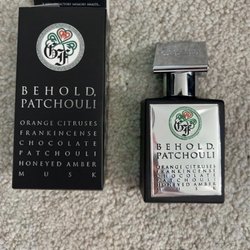 BEHOLD,
PATCHOULI
ORANGE CITRUSES
FRANKINCENSE
CHOCOLATE
PATCHOULI
HONEYED AMBER
MUSK
BEHOLD,
PATCHOULI
ORANGE CITRUSES
FRANKINCENSE
CHOCOLATE
PATCHOULI
HONEYED AMBER
MUSK